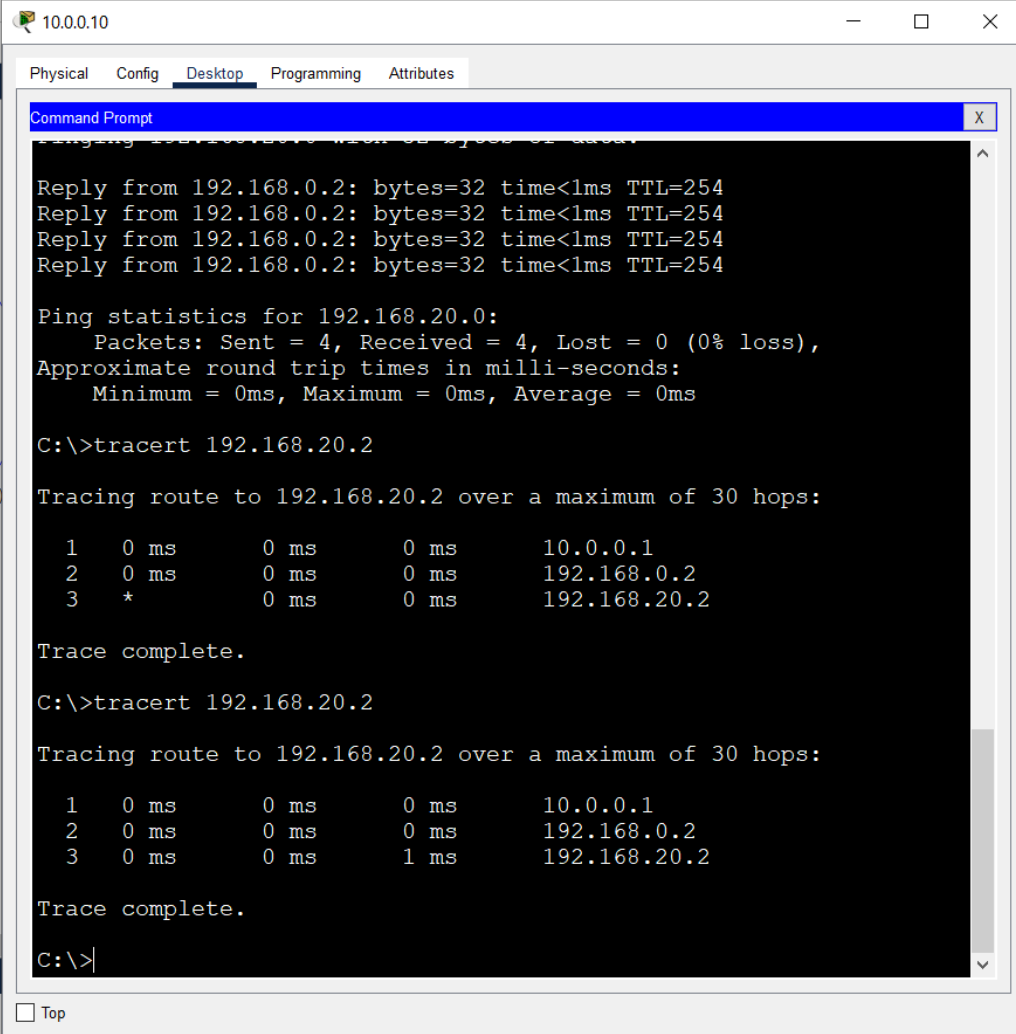 10.0.0.10
Physical Config Desktop Programming Attributes
Command Prompt X
Pinging 192.168.20.0 with 32 bytes of data:
Reply from 192.168.0.2: bytes=32 time<1ms TTL=254
Reply from 192.168.0.2: bytes=32 time<1ms TTL=254
Reply from 192.168.0.2: bytes=32 time<1ms TTL=254
Reply from 192.168.0.2: bytes=32 time<1ms TTL=254
Ping statistics for 192.168.20.0:
Packets: Sent = 4, Received = 4, Lost = 0 (0% loss),
Approximate round trip times in milli-seconds:
Minimum = 0ms, Maximum = 0ms, Average = 0ms
C:\>tracert 192.168.20.2
Tracing route to 192.168.20.2 over a maximum of 30 hops:
1 0 ms 0 ms 0 ms 10.0.0.1
2 0 ms 0 ms 0 ms 192.168.0.2
3 * 0 ms 0 ms 192.168.20.2
Trace complete.
C:\>tracert 192.168.20.2
Tracing route to 192.168.20.2 over a maximum of 30 hops:
1 0 ms 0 ms 0 ms 10.0.0.1
2 0 ms 0 ms 0 ms 192.168.0.2
3 0 ms 0 ms 1 ms 192.168.20.2
Trace complete.
C:\>
Top